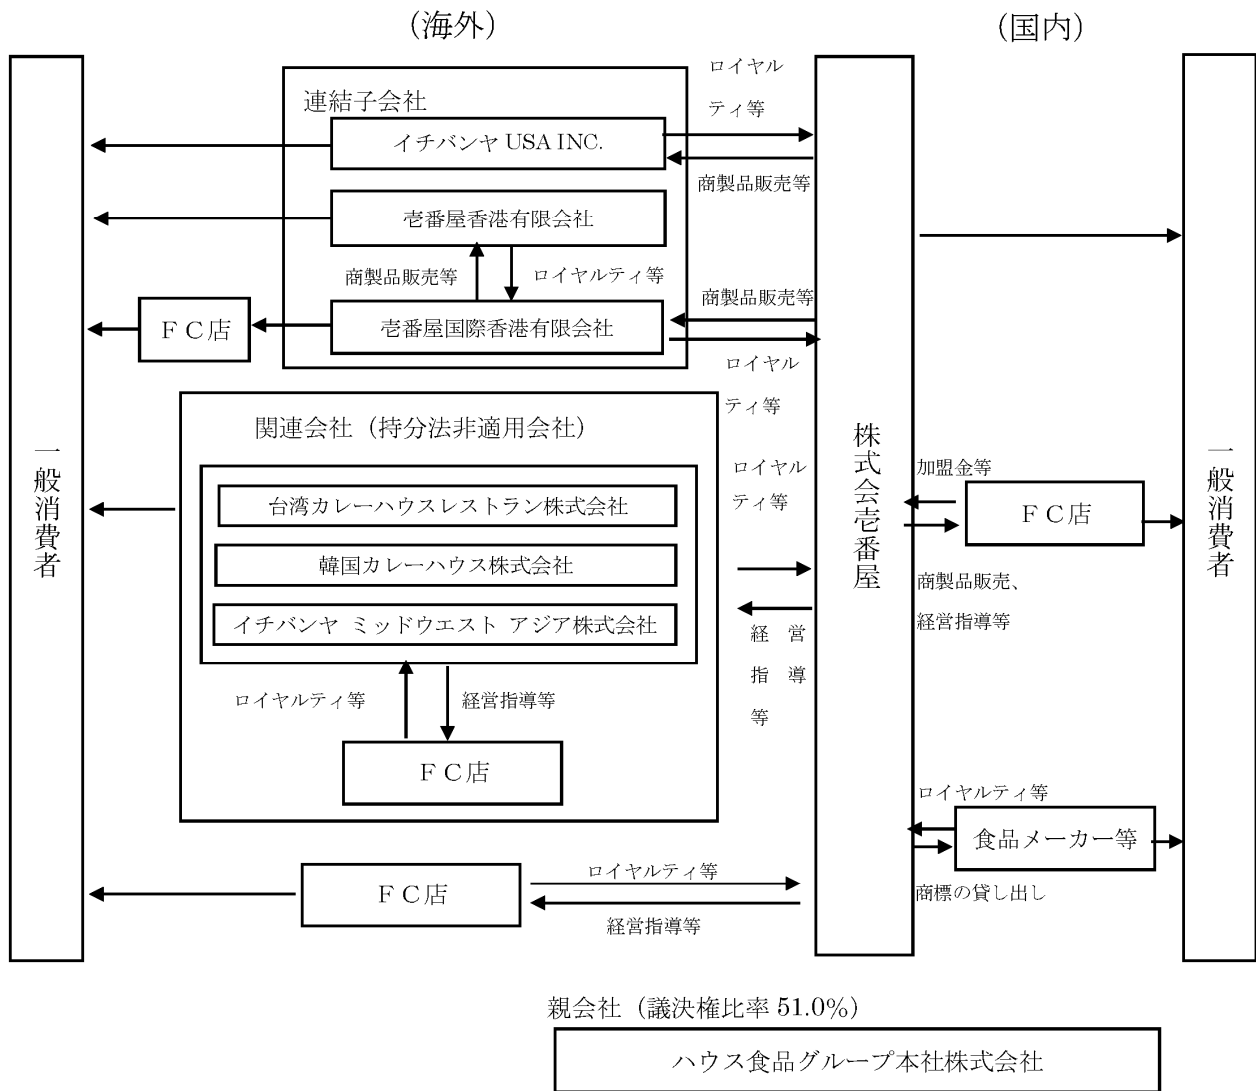 (海外)
(国内)
一般消費者
連結子会社
イチバンヤ USA INC.
壱番屋香港有限会社
商製品販売等
ロイヤルティ等
壱番屋国際香港有限会社
ＦＣ店
ロイヤル
ティ等
商製品販売等
商製品販売等
ロイヤル
ティ等
関連会社（持分法非適用会社）
台湾カレーハウスレストラン株式会社
韓国カレーハウス株式会社
イチバンヤ ミッドウエスト アジア株式会社
ロイヤルティ等
経営指導等
ＦＣ店
ロイヤル
ティ等
経 営
指 導
等
ＦＣ店
ロイヤルティ等
経営指導等
株式会壱番屋
加盟金等
ＦＣ店
商製品販売、
経営指導等
ロイヤルティ等
食品メーカー等
商標の貸し出し
一般消費者
親会社（議決権比率 51.0%）
ハウス食品グループ本社株式会社